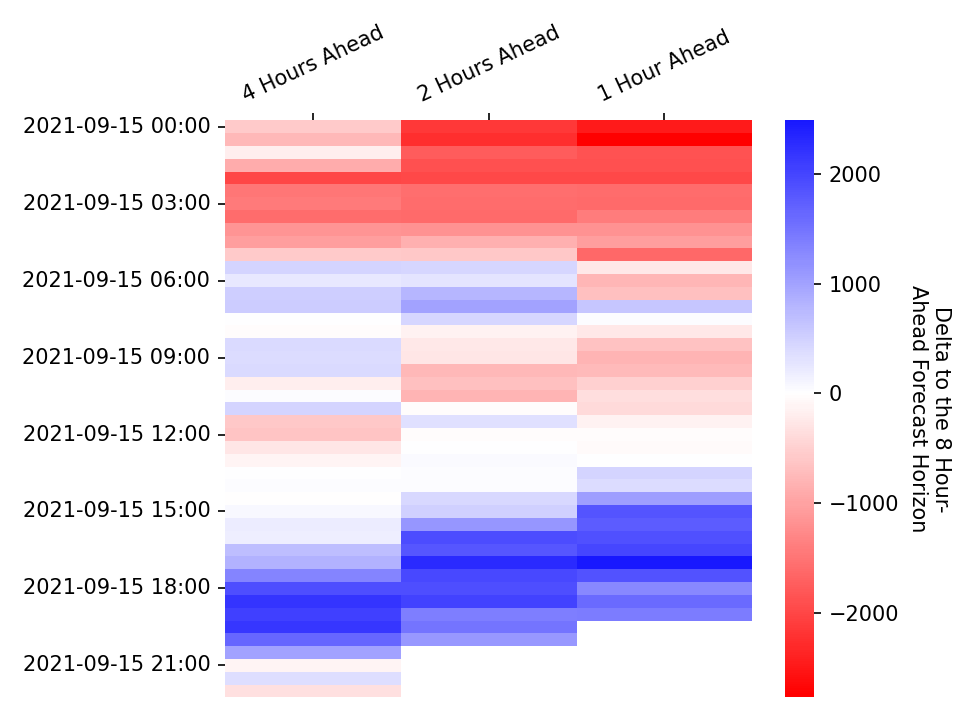 4 Hours Ahead
2 Hours Ahead
1 Hour Ahead
2021-09-15 00:00
2021-09-15 03:00
2021-09-15 06:00
2021-09-15 09:00
2021-09-15 12:00
2021-09-15 15:00
2021-09-15 18:00
2021-09-15 21:00
2000
1000
0
−1000
−2000
Delta to the 8 Hour-
Ahead Forecast Horizon